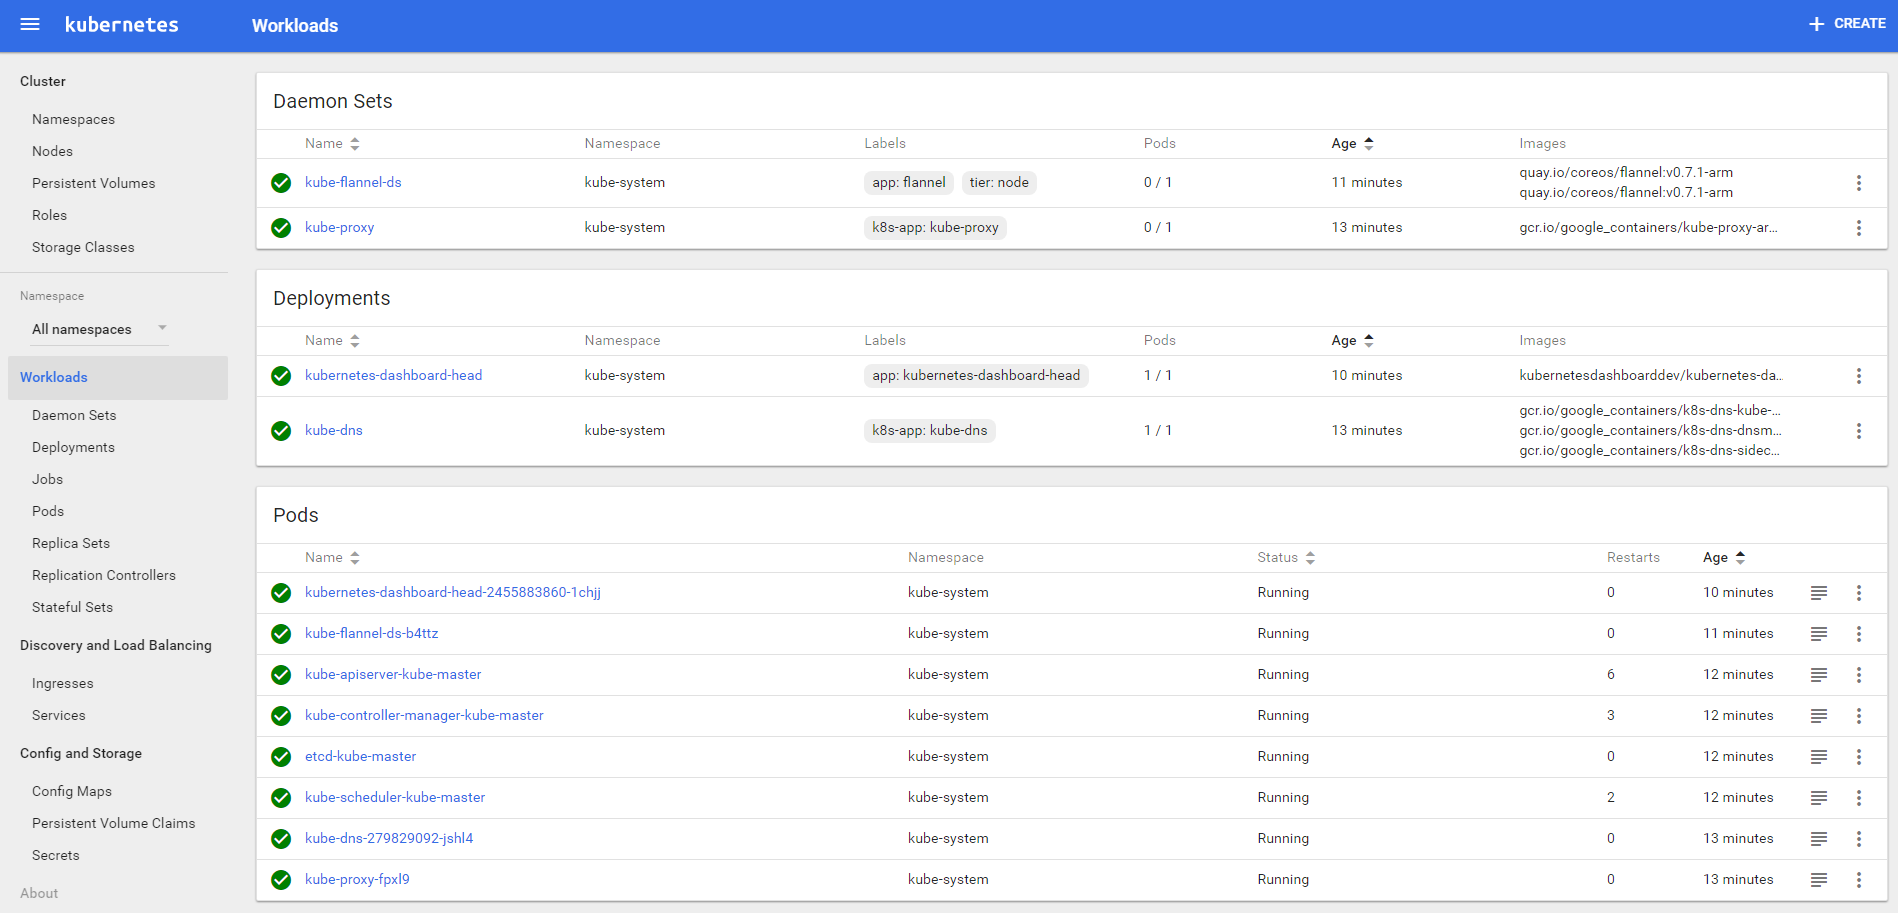 kubernetes Workloads CREATE
Cluster
Namespaces
Nodes
Persistent Volumes
Roles
Storage Classes
Namespace
All namespaces
Workloads
Daemon Sets
Deployments
Jobs
Pods
Replica Sets
Replication Controllers
Stateful Sets
Discovery and Load Balancing
Ingresses
Services
Config and Storage
Config Maps
Persistent Volume Claims
Secrets
About
Daemon Sets
Name Namespace Labels Pods Age Images
kube-flannel-ds kube-system app: flannel tier: node 0 / 1 11 minutes quay.io/coreos/flannel:v0.7.1-arm
quay.io/coreos/flannel:v0.7.1-arm
kube-proxy kube-system k8s-app: kube-proxy 0 / 1 13 minutes gcr.io/google_containers/kube-proxy-ar...
Deployments
Name Namespace Labels Pods Age Images
kubernetes-dashboard-head kube-system app: kubernetes-dashboard-head 1 / 1 10 minutes kubernetesdashboarddev/kubernetes-da...
gcr.io/google_containers/k8s-dns-kube-...
kube-dns kube-system k8s-app: kube-dns 1 / 1 13 minutes gcr.io/google_containers/k8s-dns-dnsm...
gcr.io/google_containers/k8s-dns-sidec...
Pods
Name Namespace Status Restarts Age
kubernetes-dashboard-head-2455883860-1chjj kube-system Running 0 10 minutes
kube-flannel-ds-b4ttz kube-system Running 0 11 minutes
kube-apiserver-kube-master kube-system Running 6 12 minutes
kube-controller-manager-kube-master kube-system Running 3 12 minutes
etcd-kube-master kube-system Running 0 12 minutes
kube-scheduler-kube-master kube-system Running 2 12 minutes
kube-dns-279829092-jshl4 kube-system Running 0 13 minutes
kube-proxy-fpxl9 kube-system Running 0 13 minutes